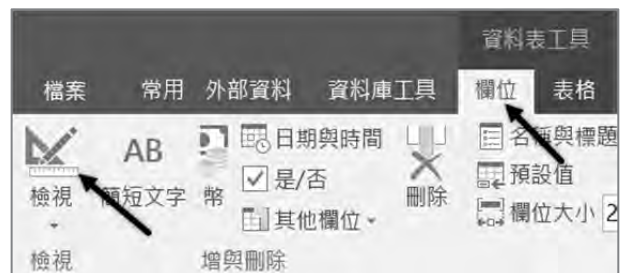 資料表工具
檔案 常用 外部資料 資料庫工具 欄位 表格
AB 日期與時間 名稱與標題
檢視 簡短文字 幣 是/否 刪除 預設值
其他欄位 欄位大小 2
檢視 增與刪除